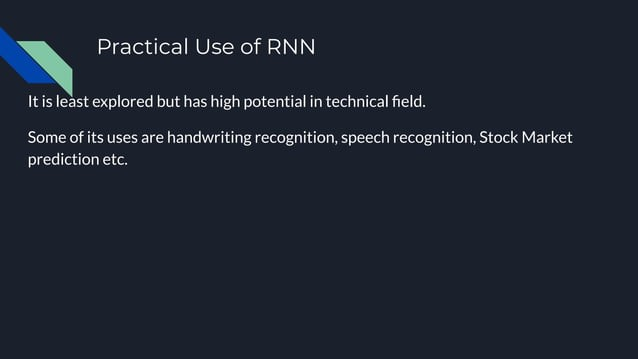 Practical Use of RNN
It is least explored but has high potential in technical field.
Some of its uses are handwriting recognition, speech recognition, Stock Market
prediction etc.